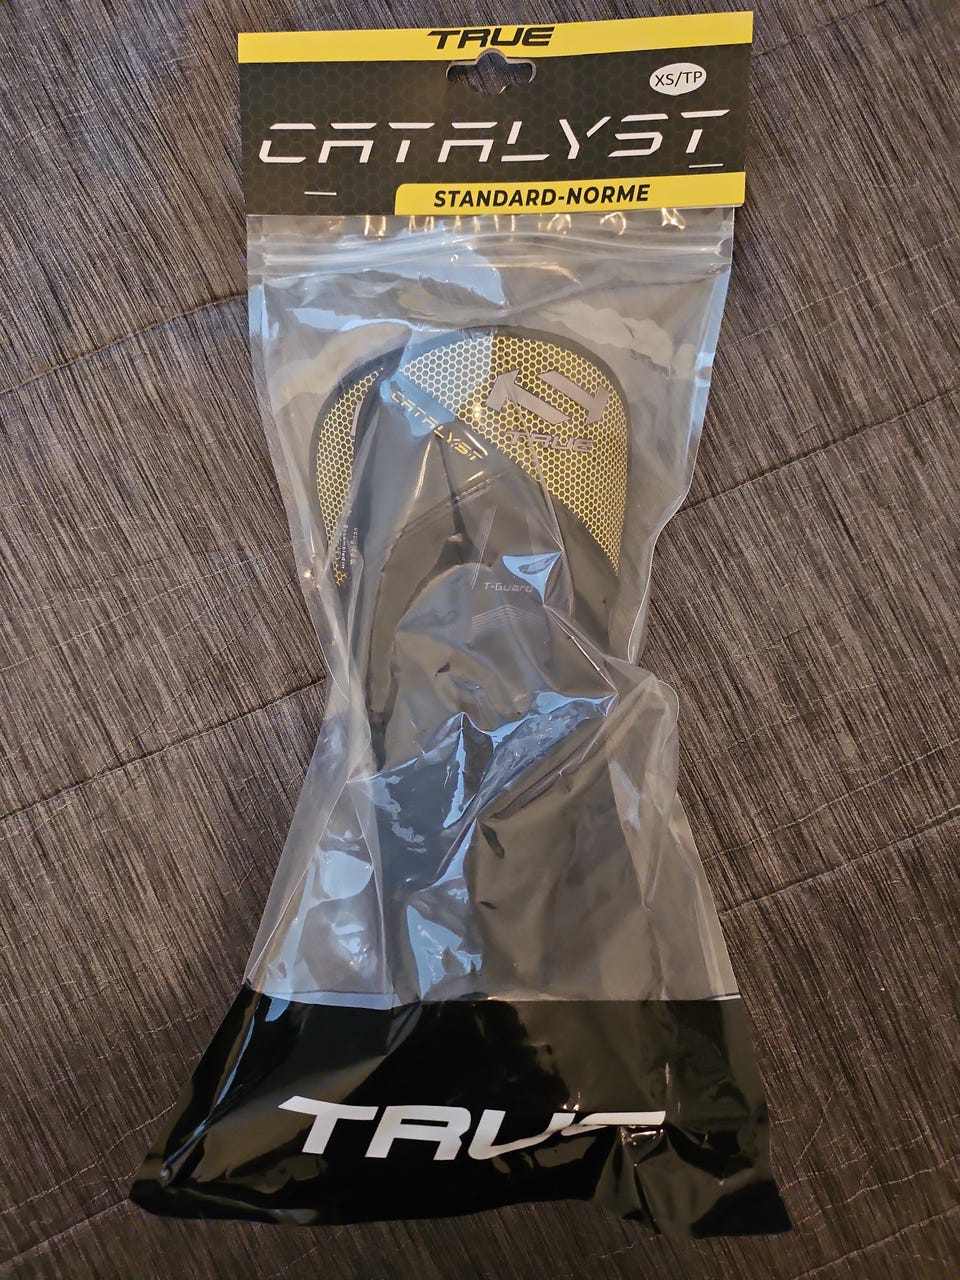 TRUE
XS/TP
CATALYST
STANDARD-NORME
TRUE
CATALYST
T-Guard
TRUE